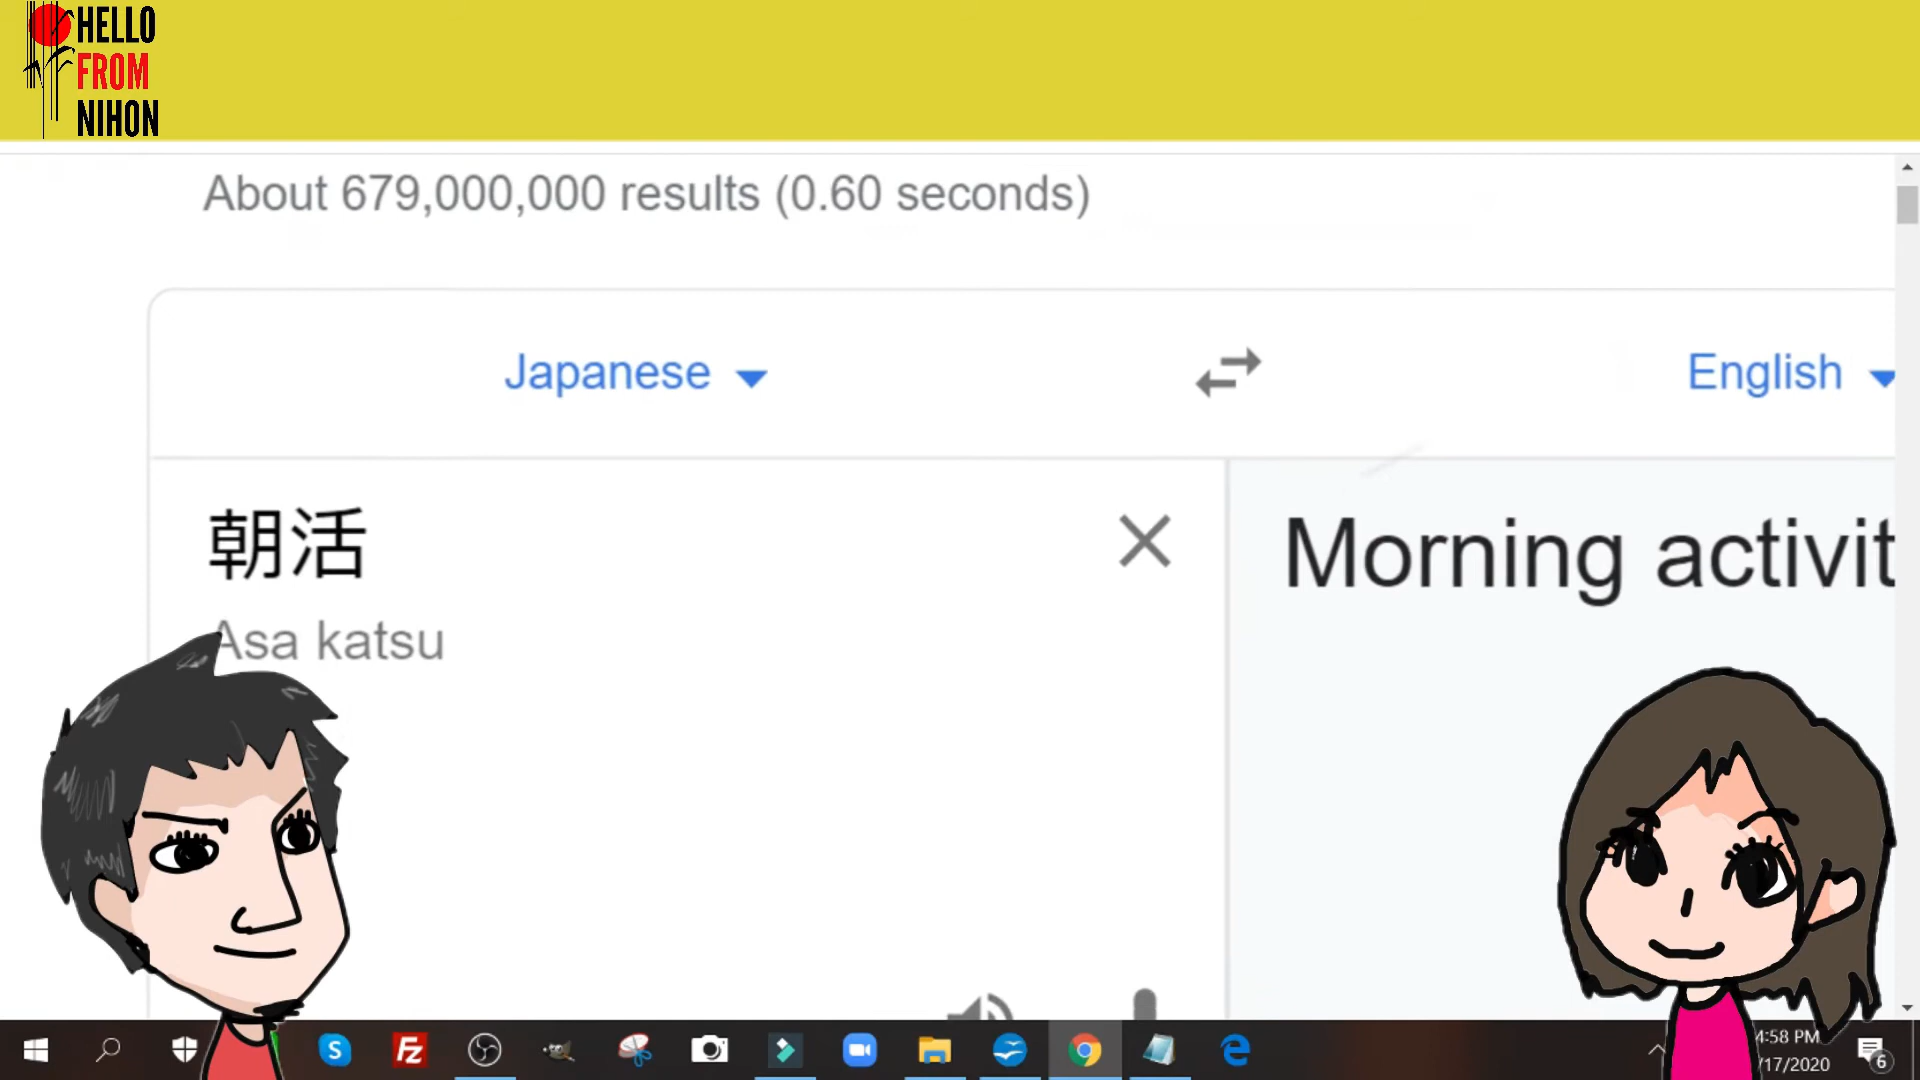 HELLO
FROM
NIHON
About 679,000,000 results (0.60 seconds)
Japanese
English
朝活
Morning activit
Asa katsu
4:58 PM
/17/2020
6